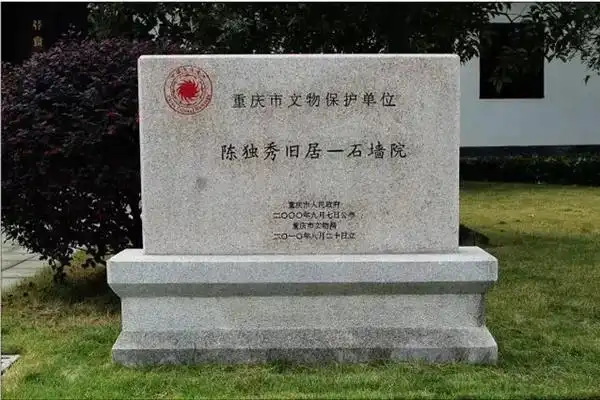 重庆市文物保护单位
陈独秀旧居—石墙院
重庆市人民政府
二〇〇〇年九月七日公布
重庆市文物局
二〇一〇年八月二十日立